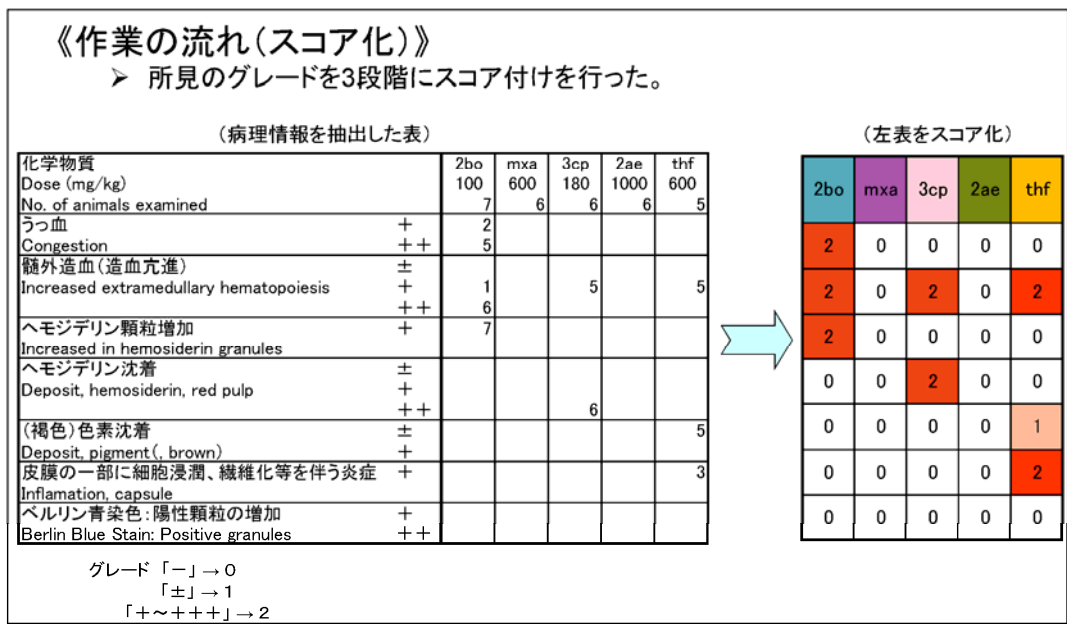 《作業の流れ(スコア化)》
➢ 所見のグレードを3段階にスコア付けを行った。
(病理情報を抽出した表)
化学物質 2bo mxa 3cp 2ae thf
Dose (mg/kg) 100 600 180 1000 600
No. of animals examined 7 6 6 6 5
うっ血 + 2
Congestion ++ 5
髄外造血(造血亢進) ±
Increased extramedullary hematopoiesis + 1 5 5
++ 6
ヘモジデリン顆粒増加 + 7
Increased in hemosiderin granules
ヘモジデリン沈着 ±
Deposit, hemosiderin, red pulp +
++ 6
(褐色)色素沈着 ± 5
Deposit, pigment(, brown) +
皮膜の一部に細胞浸潤、繊維化等を伴う炎症 + 3
Inflamation, capsule
ベルリン青染色:陽性顆粒の増加 +
Berlin Blue Stain: Positive granules ++
(左表をスコア化)
2bo mxa 3cp 2ae thf
2 0 0 0 0
2 0 2 0 2
2 0 0 0 0
0 0 2 0 0
0 0 0 0 1
0 0 0 0 2
0 0 0 0 0
グレード「-」→0
「±」→1
「+~+++」→2